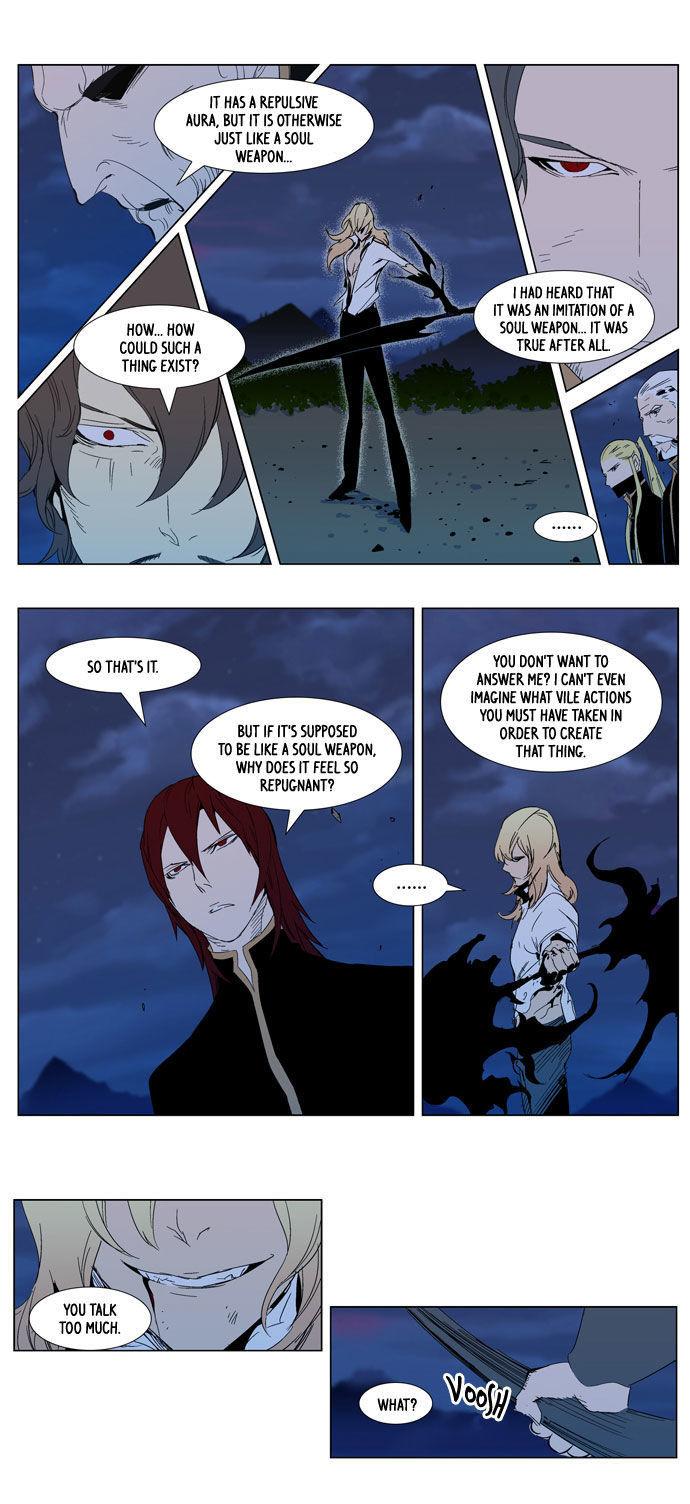 IT HAS A REPULSIVE
AURA, BUT IT IS OTHERWISE
JUST LIKE A SOUL
WEAPON...
I HAD HEARD THAT
IT WAS AN IMITATION OF A
SOUL WEAPON... IT WAS
TRUE AFTER ALL.
HOW... HOW
COULD SUCH A
THING EXIST?
......
SO THAT'S IT.
BUT IF IT'S SUPPOSED
TO BE LIKE A SOUL WEAPON,
WHY DOES IT FEEL SO
REPUGNANT?
YOU DON'T WANT TO
ANSWER ME? I CAN'T EVEN
IMAGINE WHAT VILE ACTIONS
YOU MUST HAVE TAKEN IN
ORDER TO CREATE
THAT THING.
......
YOU TALK
TOO MUCH.
WHAT?
VOOSH